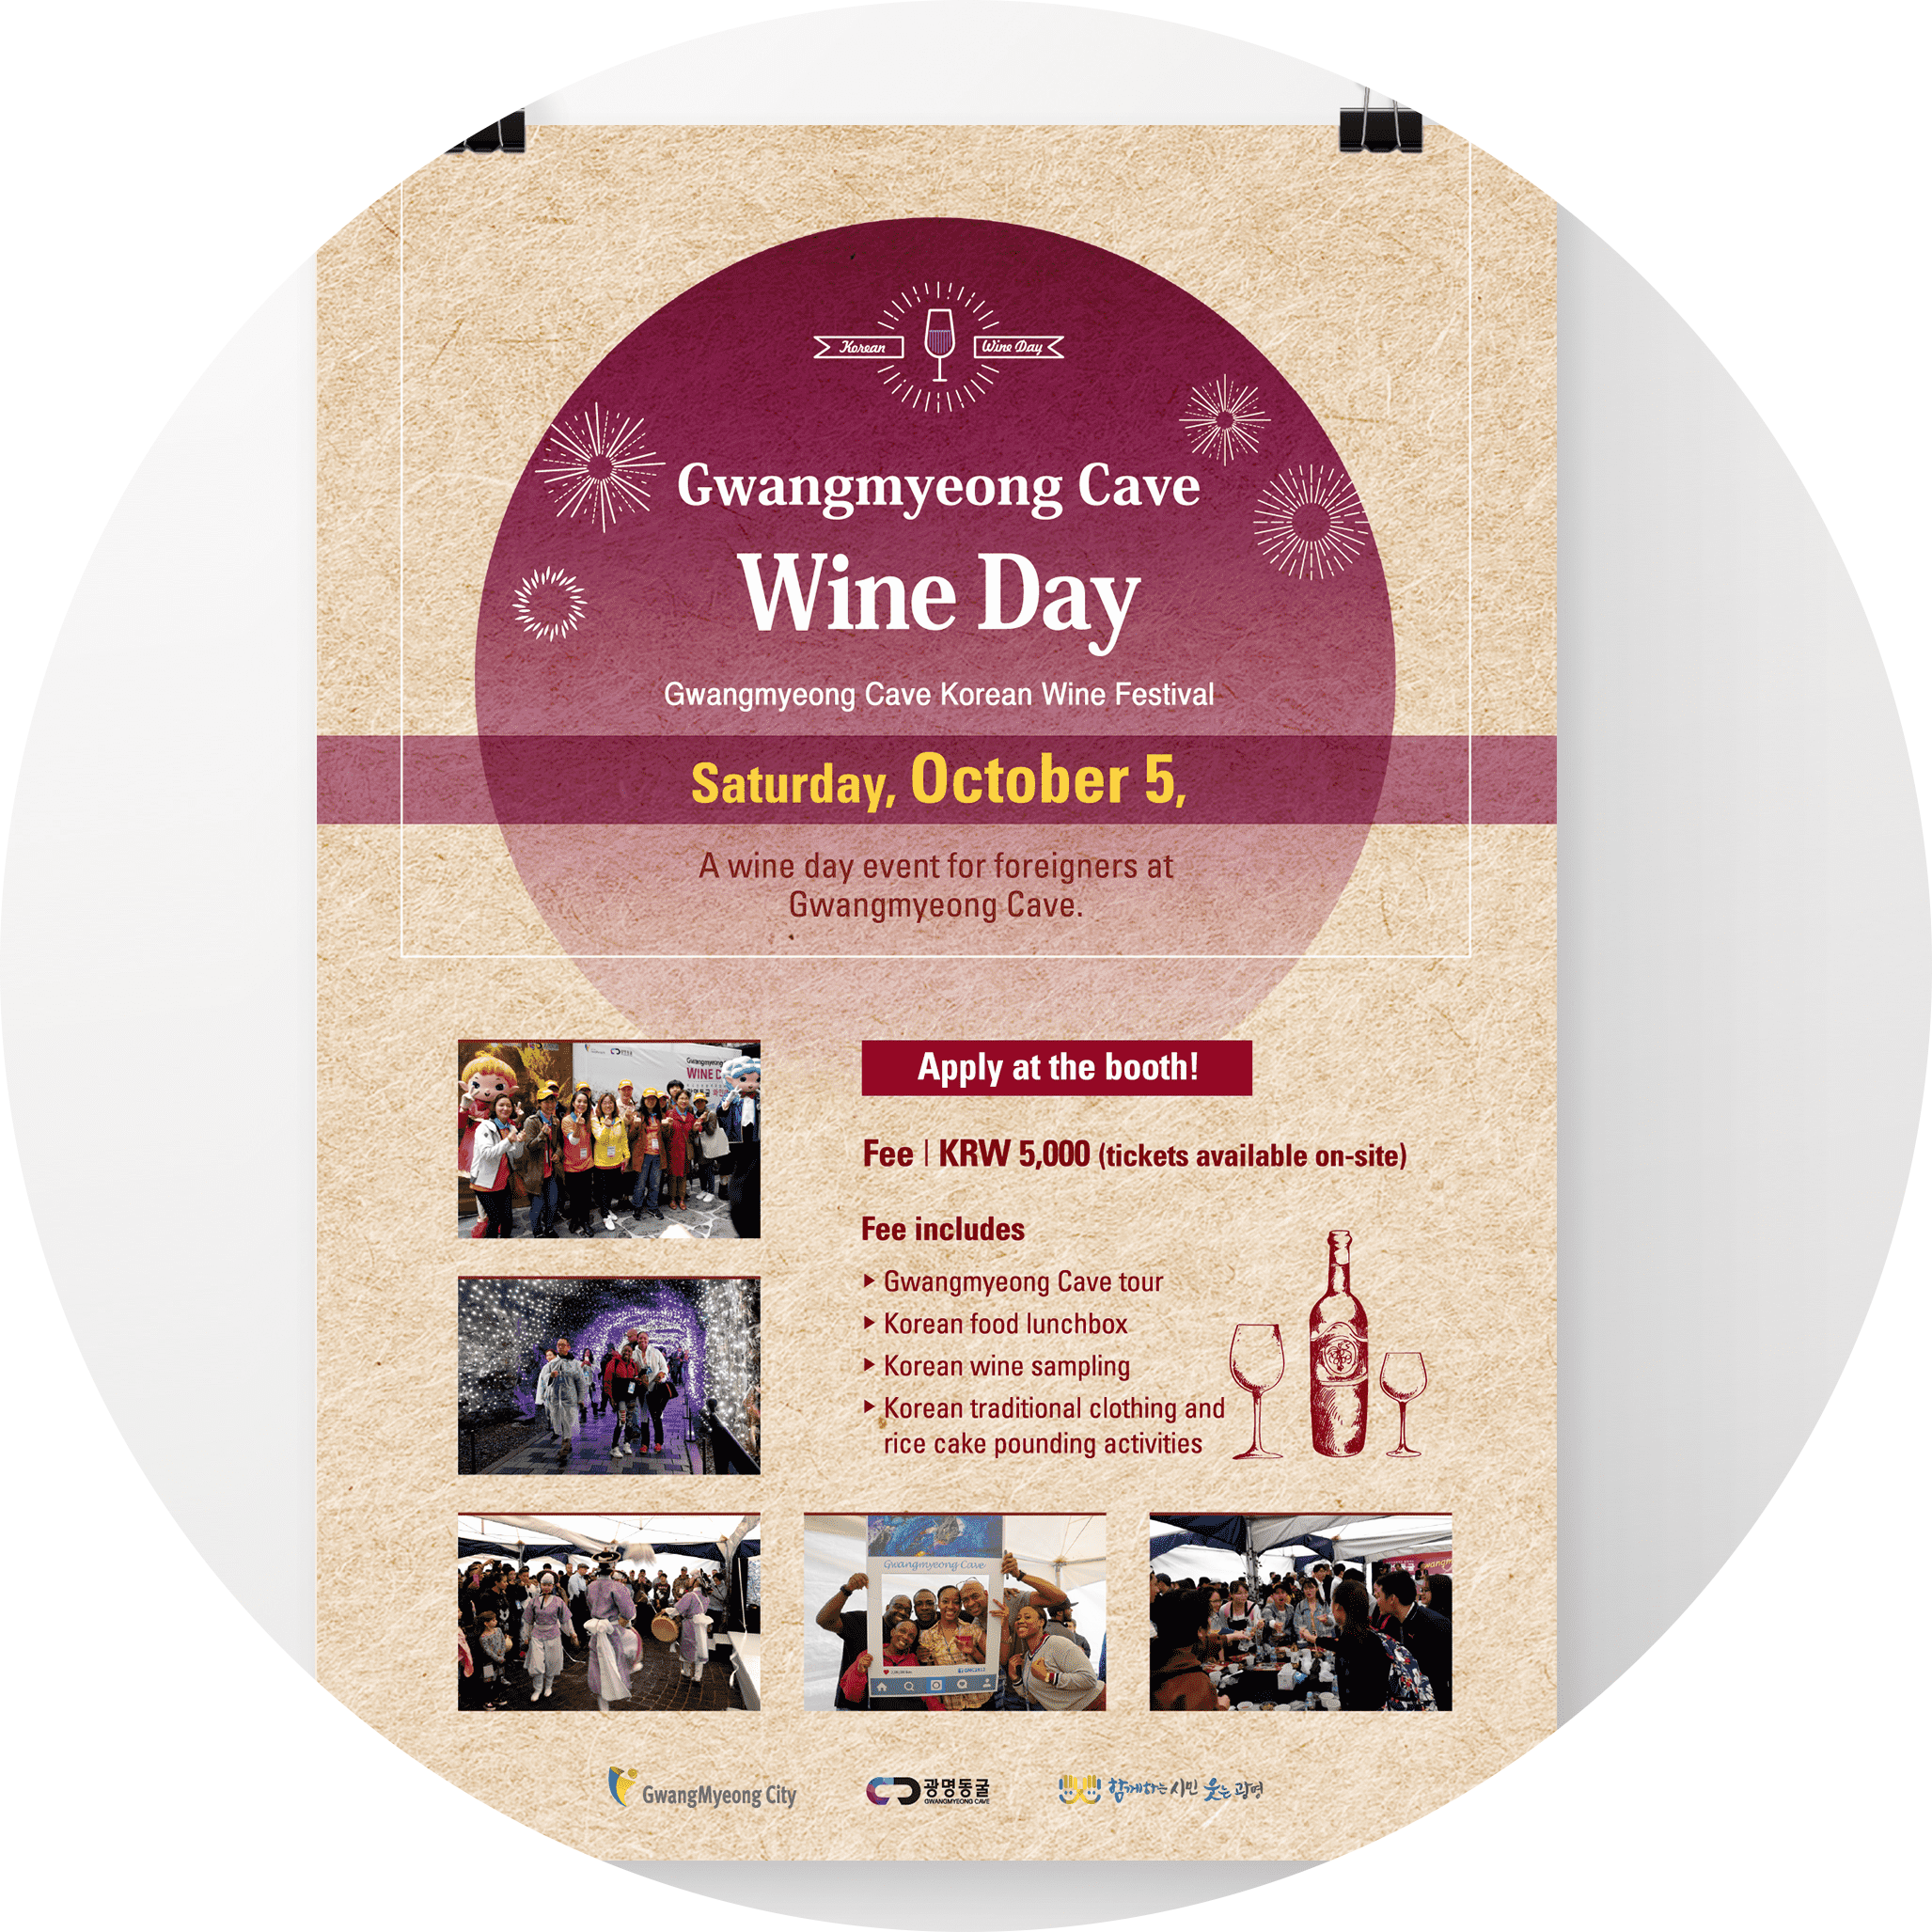 Korean Wine Day
Gwangmyeong Cave
Wine Day
Gwangmyeong Cave Korean Wine Festival
Saturday, October 5,
A wine day event for foreigners at
Gwangmyeong Cave.
Apply at the booth!
Fee | KRW 5,000 (tickets available on-site)
Fee includes
Gwangmyeong Cave tour
Korean food lunchbox
Korean wine sampling
Korean traditional clothing and
rice cake pounding activities
WINE D
Gwangmyeong Cave
GwangMyeong City
광명동굴
GWANGMYEONG CAVE
함께하는 시민 웃는 광명